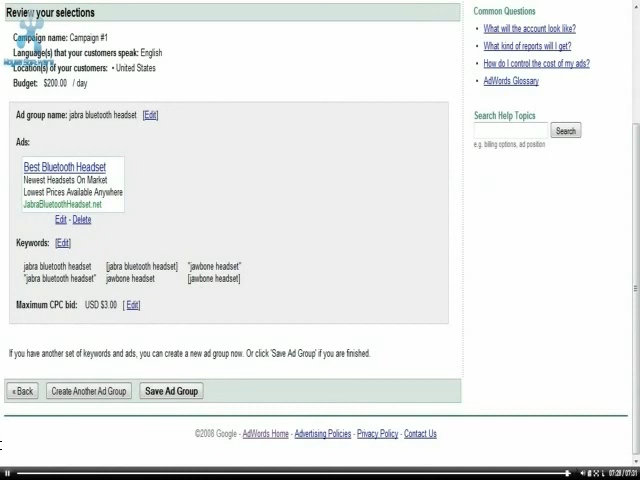 Review your selections
Campaign name: Campaign #1
Language(s) that your customers speak: English
Location(s) of your customers: • United States
Budget: $200.00 / day
Ad group name: jabra bluetooth headset [Edit]
Ads:
Best Bluetooth Headset
Newest Headsets On Market
Lowest Prices Available Anywhere
JabraBluetoothHeadset.net
Edit - Delete
Keywords: [Edit]
jabra bluetooth headset [jabra bluetooth headset] "jawbone headset"
"jabra bluetooth headset" jawbone headset [jawbone headset]
Maximum CPC bid: USD $3.00 [ Edit]
If you have another set of keywords and ads, you can create a new ad group now. Or click 'Save Ad Group' if you are finished.
« Back Create Another Ad Group Save Ad Group
Common Questions
• What will the account look like?
• What kind of reports will I get?
• How do I control the cost of my ads?
• AdWords Glossary
Search Help Topics
Search
e.g. billing options, ad position
©2008 Google - AdWords Home - Advertising Policies - Privacy Policy - Contact Us
07:28 / 07:31